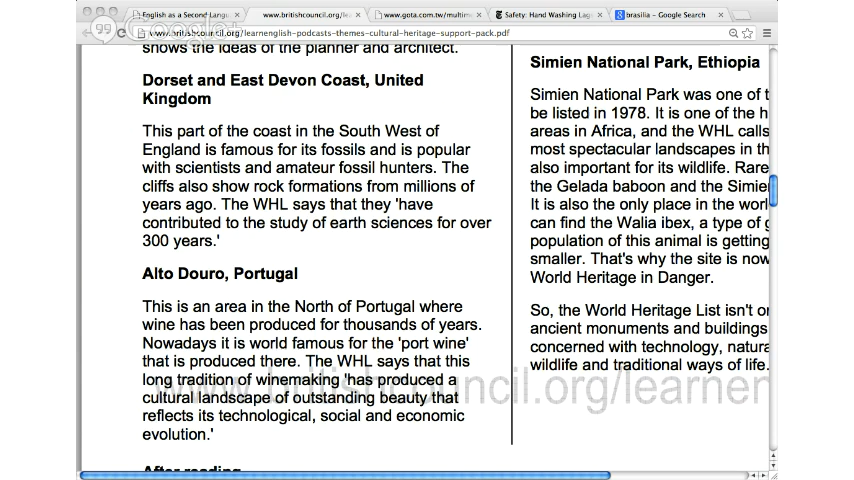 English as a Second Langu
www.britishcouncil.org/le
www.gota.com.tw/multime
Safety: Hand Washing Lags
brasilia - Google Search
Google+
www.britishcouncil.org/learnenglish-podcasts-themes-cultural-heritage-support-pack.pdf
shows the ideas of the planner and architect.
Dorset and East Devon Coast, United
Kingdom
This part of the coast in the South West of
England is famous for its fossils and is popular
with scientists and amateur fossil hunters. The
cliffs also show rock formations from millions of
years ago. The WHL says that they 'have
contributed to the study of earth sciences for over
300 years.'
Alto Douro, Portugal
This is an area in the North of Portugal where
wine has been produced for thousands of years.
Nowadays it is world famous for the 'port wine'
that is produced there. The WHL says that this
long tradition of winemaking 'has produced a
cultural landscape of outstanding beauty that
reflects its technological, social and economic
evolution.'
After reading
Simien National Park, Ethiopia
Simien National Park was one of t
be listed in 1978. It is one of the h
areas in Africa, and the WHL calls
most spectacular landscapes in th
also important for its wildlife. Rare
the Gelada baboon and the Simie
It is also the only place in the worl
can find the Walia ibex, a type of g
population of this animal is getting
smaller. That's why the site is now
World Heritage in Danger.
So, the World Heritage List isn't o
ancient monuments and buildings
concerned with technology, natura
wildlife and traditional ways of life.
www.britishcouncil.org/learnen